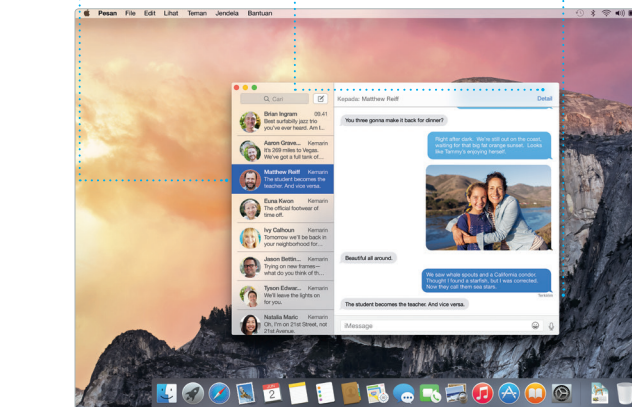 Pesan File Edit Lihat Teman Jendela Bantuan
Cari
Kepada: Matthew Reiff
Detail
Brian Ingram 09.41
Best surfabilly jazz trio
you've ever heard. Am I...
Aaron Grave... Kemarin
It's 269 miles to Vegas.
We've got a full tank of...
Matthew Reiff Kemarin
The student becomes the
teacher. And vice versa.
Euna Kwon Kemarin
The official footwear of
time off.
Ivy Calhoun Kemarin
Tomorrow we'll be back in
your neighborhood for...
Jason Bettin... Kemarin
Trying on new frames—
what do you think of th...
Tyson Edwar... Kemarin
We'll leave the lights on
for you.
Natalia Maric Kemarin
Oh, I'm on 21st Street, not
21st Avenue.
You three gonna make it back for dinner?
Right after dark. We're still out on the coast,
waiting for that big fat orange sunset. Looks
like Tammy's enjoying herself.
Beautiful all around.
We saw whale spouts and a California condor.
Thought I found a starfish, but I was corrected.
Now they call them sea stars.
The student becomes the teacher. And vice versa.
iMessage
2